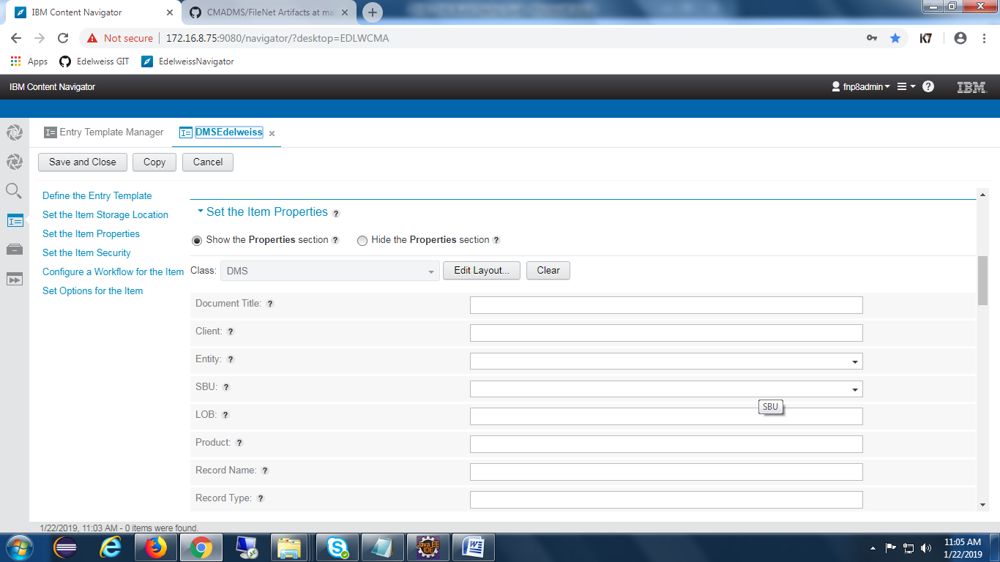 IBM Content Navigator
CMADMS/FileNet Artifacts at ma
Not secure 172.16.8.75:9080/navigator/?desktop=EDLWCMA
K7
Apps Edelweiss GIT EdelweissNavigator
IBM Content Navigator fnp8admin ? IBM
Entry Template Manager DMSEdelweiss
Save and Close Copy Cancel
Define the Entry Template
Set the Item Storage Location
Set the Item Properties
Set the Item Security
Configure a Workflow for the Item
Set Options for the Item
Set the Item Properties ?
Show the Properties section ? Hide the Properties section ?
Class: DMS Edit Layout... Clear
Document Title: ?
Client: ?
Entity: ?
SBU: ?
SBU
LOB: ?
Product: ?
Record Name: ?
Record Type: ?
1/22/2019, 11:03 AM - 0 items were found.
Java EE
IDE
11:05 AM
1/22/2019